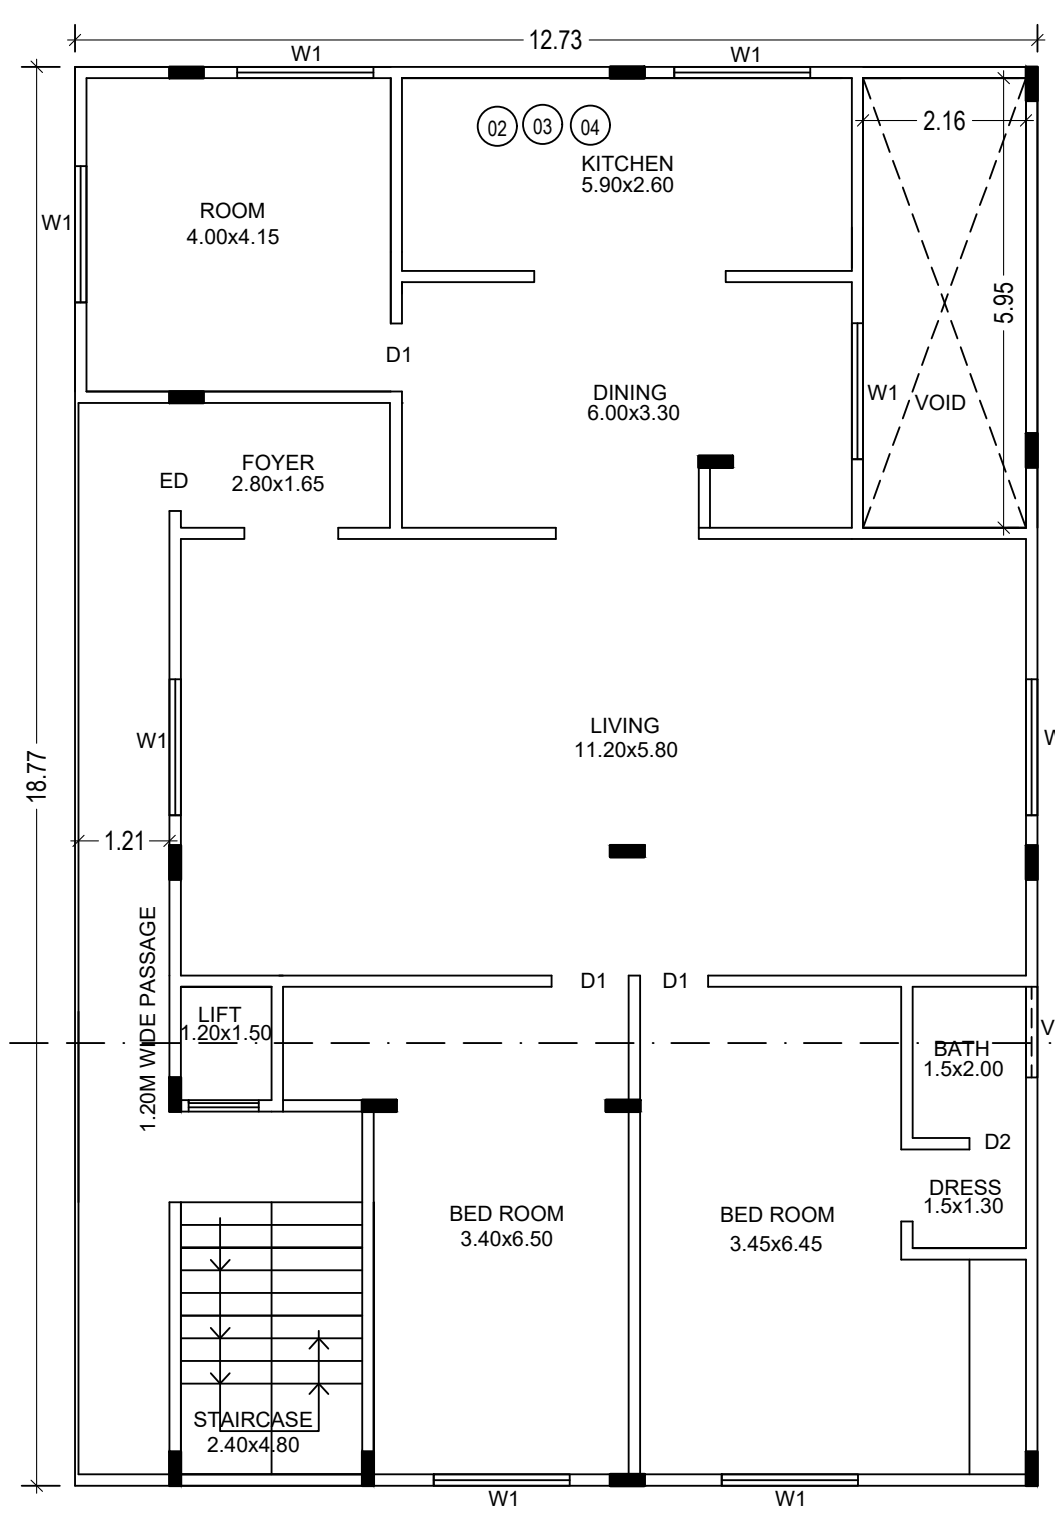 12.73
W1
W1
02
03
04
2.16
KITCHEN
5.90x2.60
ROOM
4.00x4.15
W1
5.95
D1
DINING
6.00x3.30
W1
VOID
FOYER
2.80x1.65
ED
LIVING
11.20x5.80
W1
W
18.77
1.21
1.20M WIDE PASSAGE
D1
D1
LIFT
1.20x1.50
V
BATH
1.5x2.00
D2
DRESS
1.5x1.30
BED ROOM
3.40x6.50
BED ROOM
3.45x6.45
STAIRCASE
2.40x4.80
W1
W1